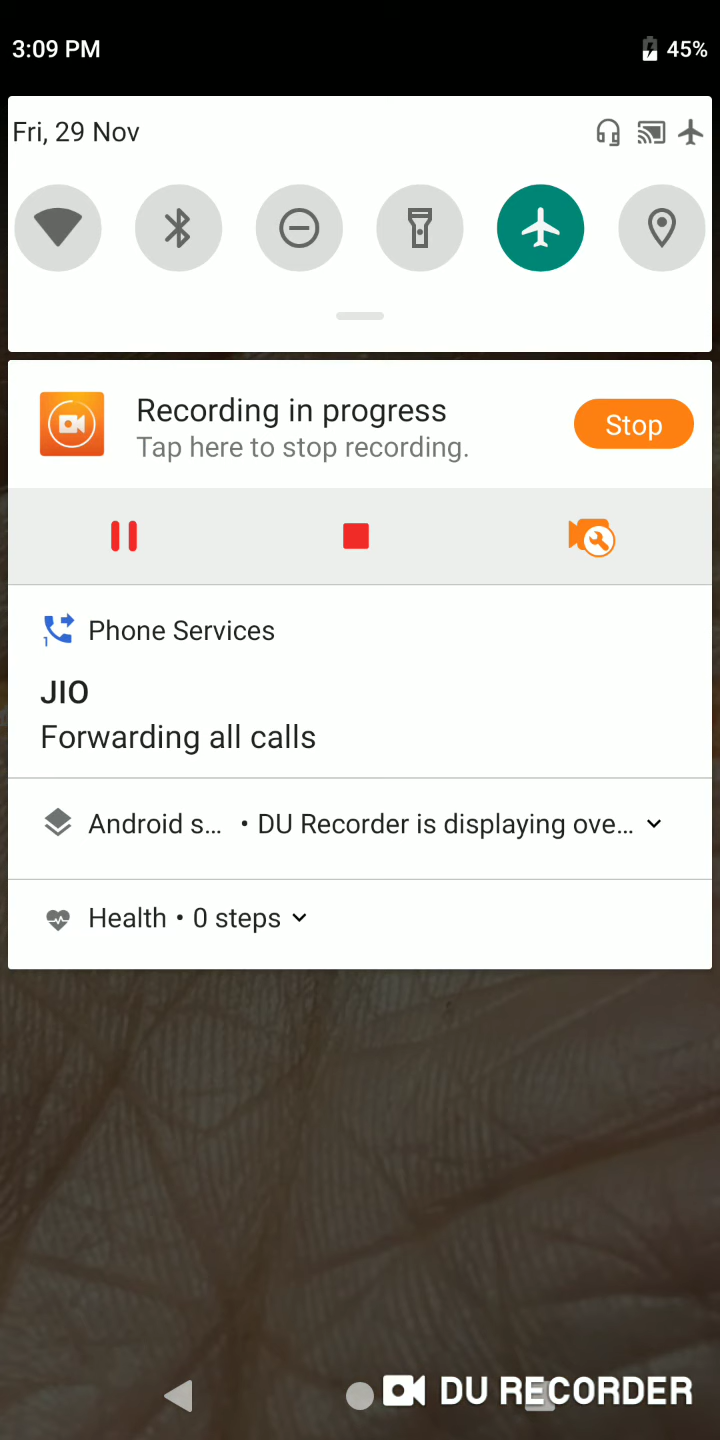 3:09 PM
45%
Fri, 29 Nov
Recording in progress
Tap here to stop recording.
Stop
1
Phone Services
JIO
Forwarding all calls
Android s... • DU Recorder is displaying ove...
Health • 0 steps
DU RECORDER